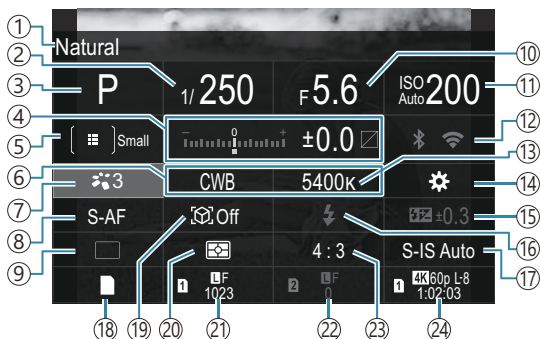 Natural
P 1/250 F5.6 ISO Auto 200
Small − 0 + ±0.0
3 CWB 5400K
S-AF Off ±0.3
4:3 S-IS Auto
1 LF 1023 2 LF 0 1 4K 60p L-8 1:02:03
① ② ③ ④ ⑤ ⑥ ⑦ ⑧ ⑨
⑩ ⑪ ⑫ ⑬ ⑭ ⑮ ⑯ ⑰
⑱ ⑲ ⑳ ㉑ ㉒ ㉓ ㉔